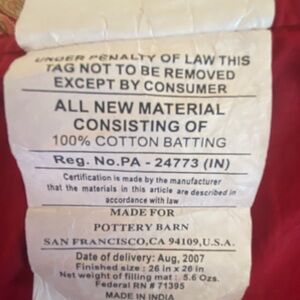 UNDER PENALTY OF LAW THIS
TAG NOT TO BE REMOVED
EXCEPT BY CONSUMER
ALL NEW MATERIAL
CONSISTING OF
100% COTTON BATTING
Reg. No.PA - 24773 (IN)
Certification is made by the manufacturer
that the materials in this article are described in
accordance with law
MADE FOR
POTTERY BARN
SAN FRANCISCO,CA 94109,U.S.A.
Date of delivery: Aug, 2007
Finished size : 26 in x 26 in
Net weight of filling mat : 5.6 Ozs.
Federal RN # 71395
MADE IN INDIA